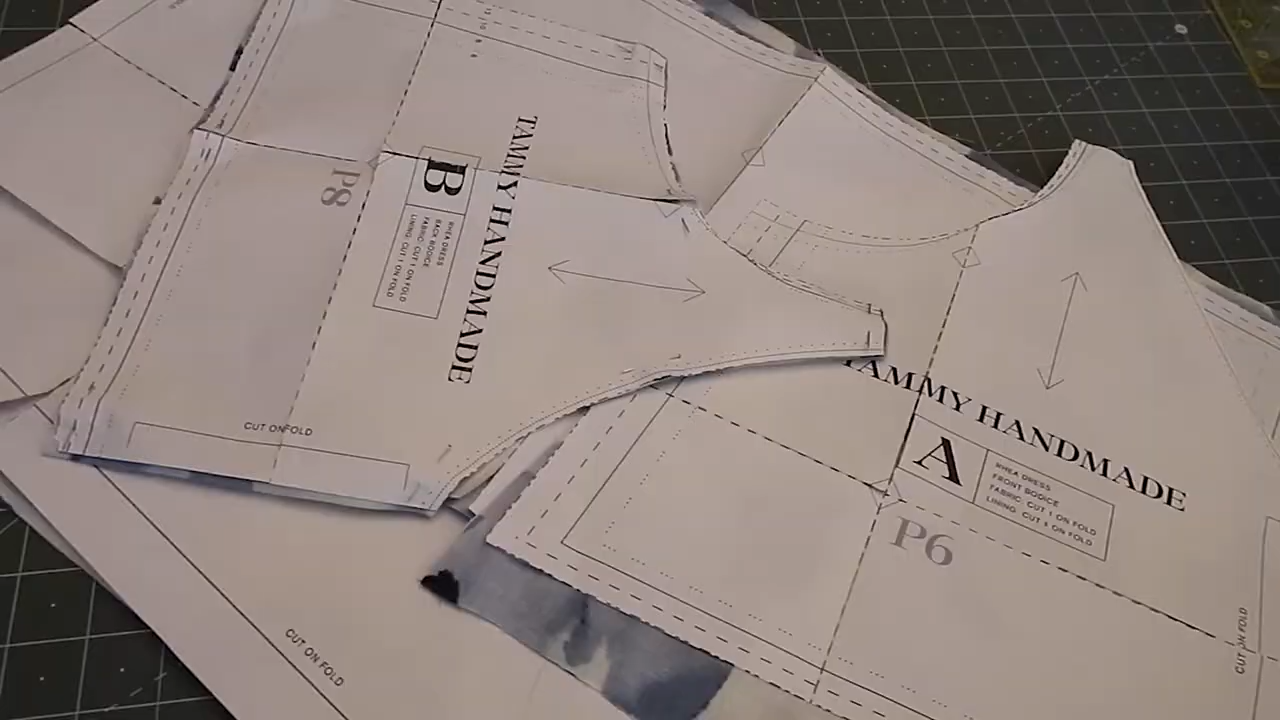 TAMMY HANDMADE
B
RHEA DRESS
BACK BODICE
FABRIC: CUT 1 ON FOLD
LINING: CUT 1 ON FOLD
P8
CUT ON FOLD
TAMMY HANDMADE
A
RHEA DRESS
FRONT BODICE
FABRIC: CUT 1 ON FOLD
LINING: CUT 1 ON FOLD
P6
CUT ON FOLD
CUT ON FOLD